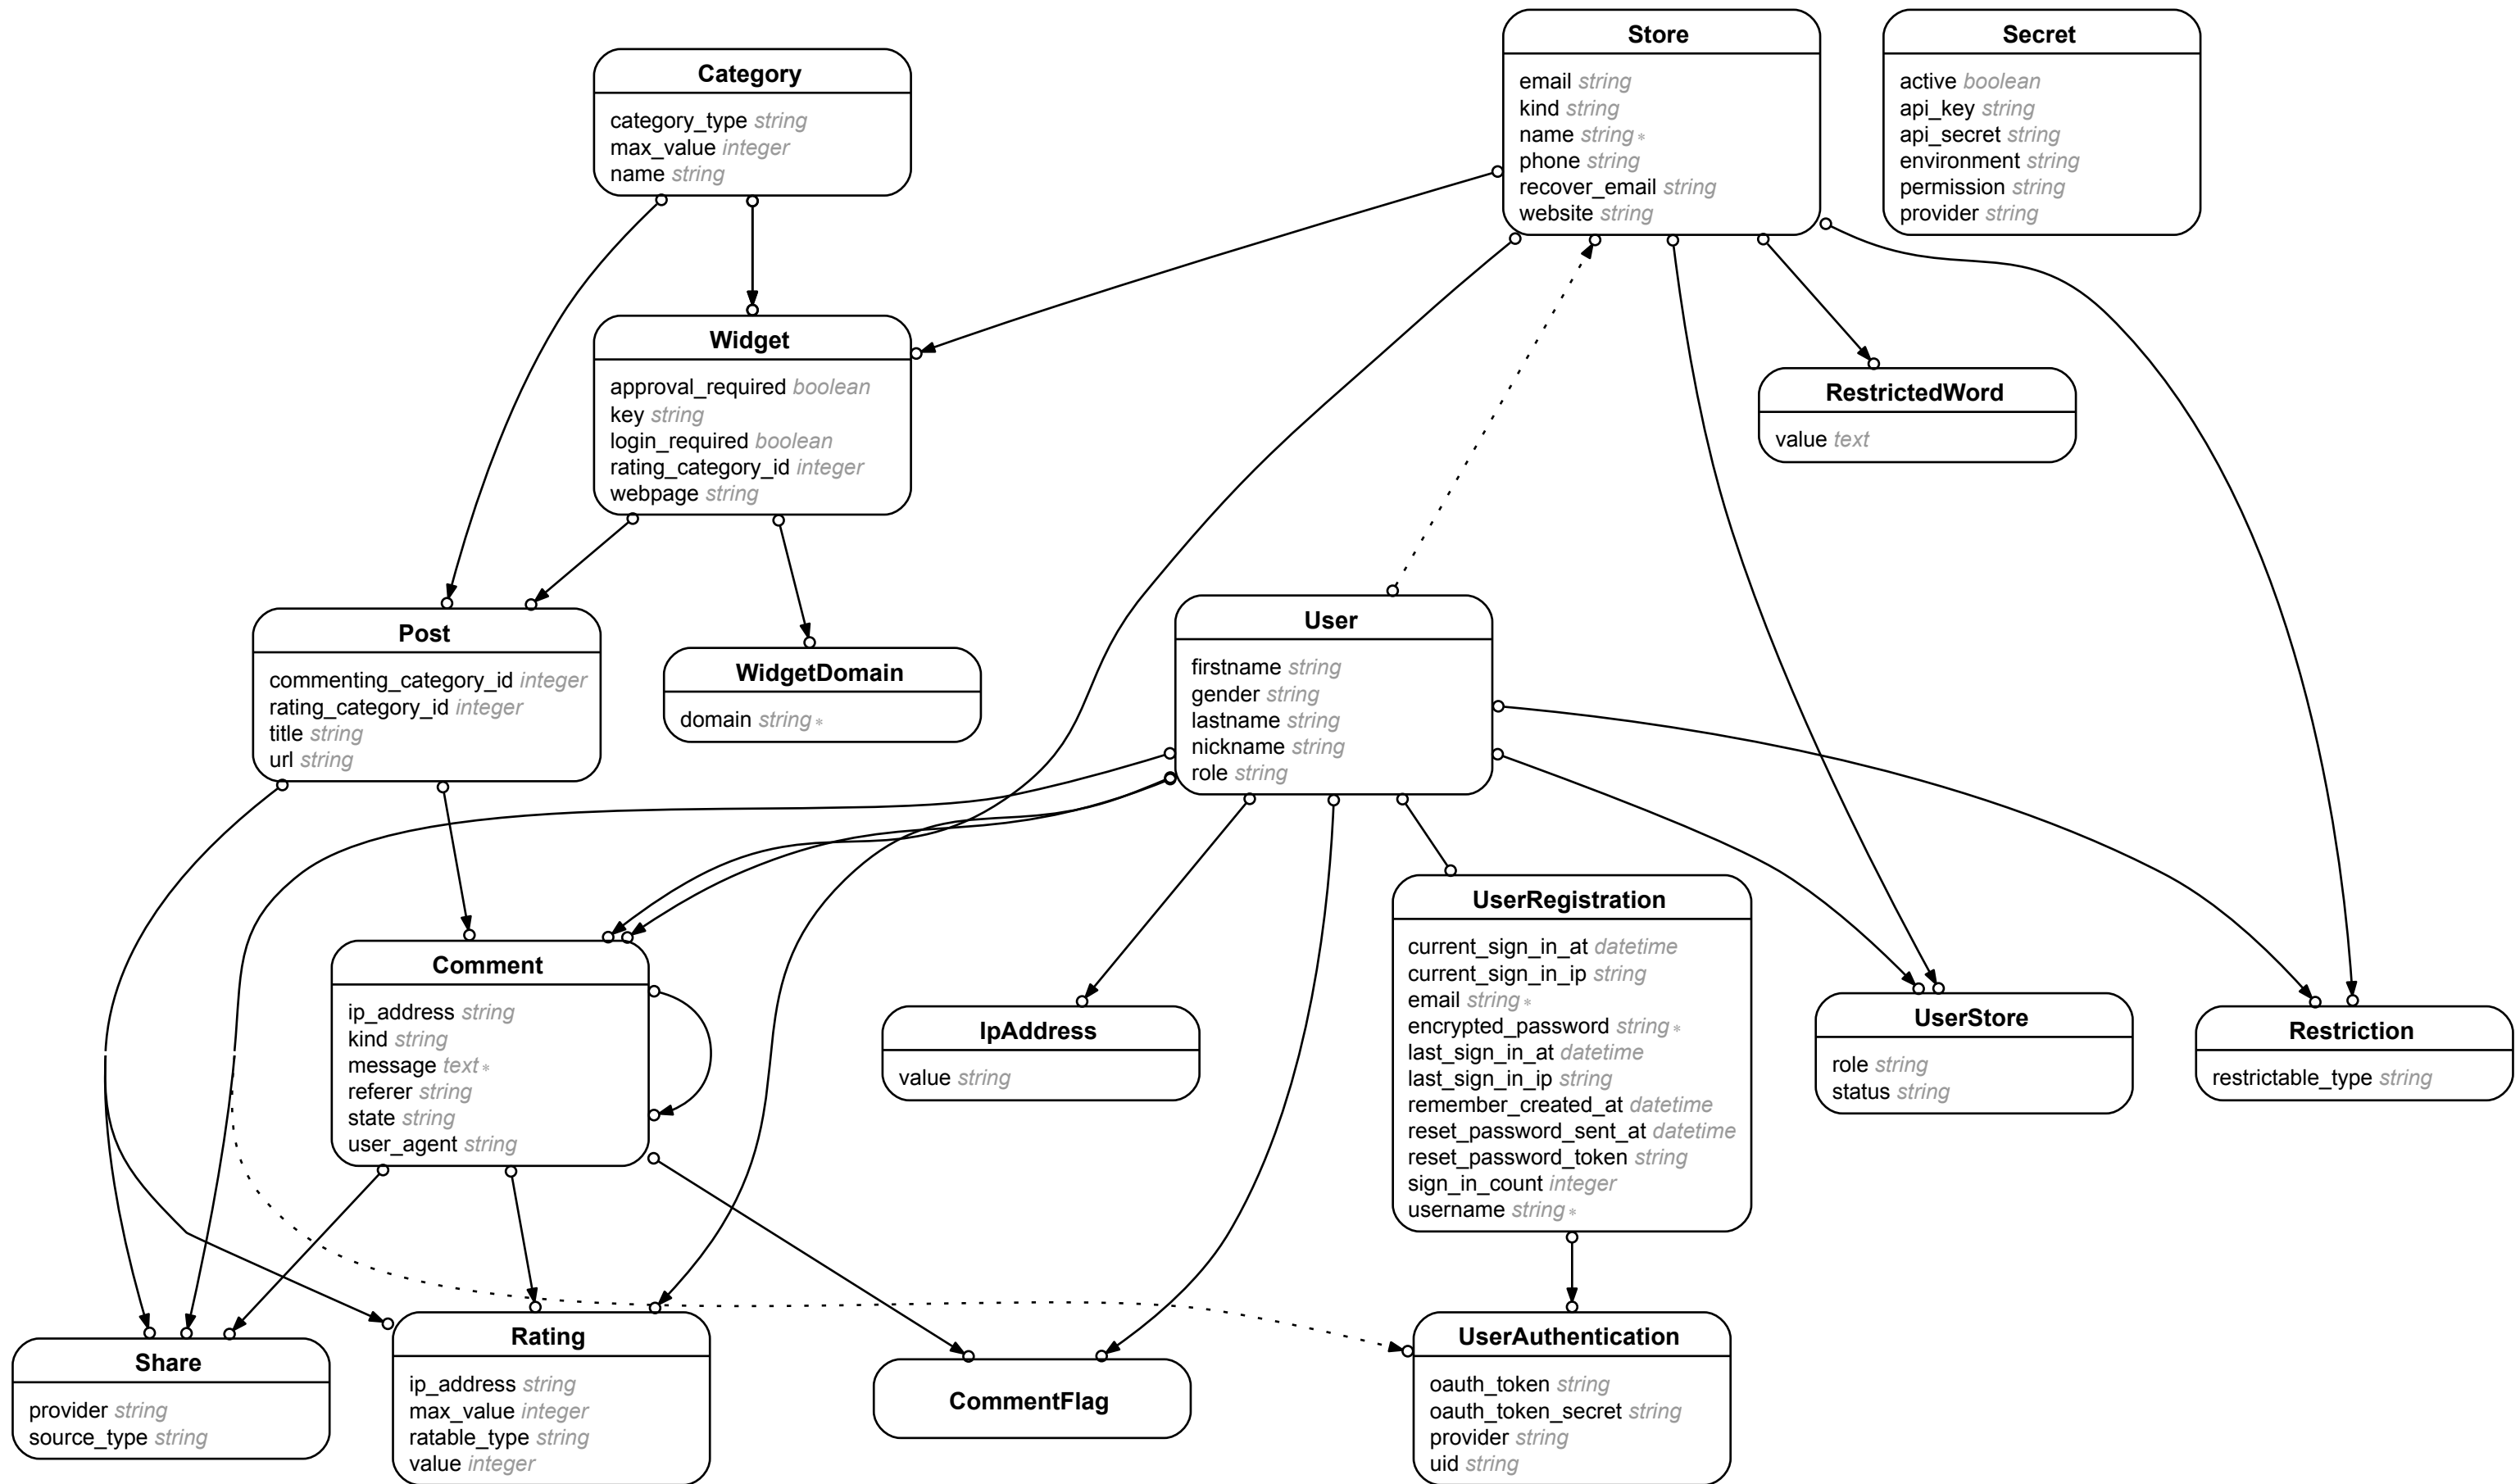 Store
email string
kind string
name string *
phone string
recover_email string
website string
Secret
active boolean
api_key string
api_secret string
environment string
permission string
provider string
Category
category_type string
max_value integer
name string
Widget
approval_required boolean
key string
login_required boolean
rating_category_id integer
webpage string
RestrictedWord
value text
User
firstname string
gender string
lastname string
nickname string
role string
Post
commenting_category_id integer
rating_category_id integer
title string
url string
WidgetDomain
domain string *
UserRegistration
current_sign_in_at datetime
current_sign_in_ip string
email string *
encrypted_password string *
last_sign_in_at datetime
last_sign_in_ip string
remember_created_at datetime
reset_password_sent_at datetime
reset_password_token string
sign_in_count integer
username string *
Comment
ip_address string
kind string
message text *
referer string
state string
user_agent string
IpAddress
value string
UserStore
role string
status string
Restriction
restrictable_type string
Share
provider string
source_type string
Rating
ip_address string
max_value integer
ratable_type string
value integer
CommentFlag
UserAuthentication
oauth_token string
oauth_token_secret string
provider string
uid string